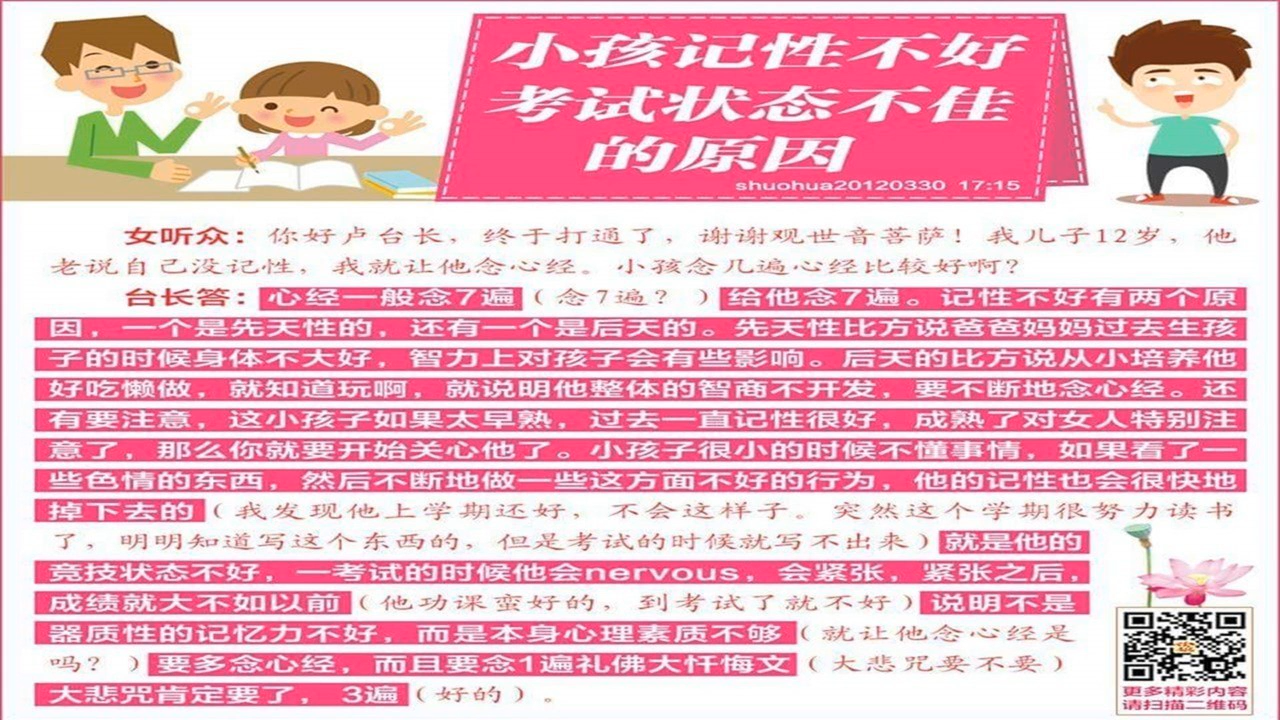 小孩记性不好
考试状态不佳
的原因
shuohua20120330 17:15
女听众：你好卢台长，终于打通了，谢谢观世音菩萨！我儿子12岁，他
老说自己没记性，我就让他念心经。小孩念几遍心经比较好啊？
台长答：心经一般念7遍（念7遍？）给他念7遍。记性不好有两个原
因，一个是先天性的，还有一个是后天的。先天性比方说爸爸妈妈过去生孩
子的时候身体不大好，智力上对孩子会有些影响。后天的比方说从小培养他
好吃懒做，就知道玩啊，就说明他整体的智商不开发，要不断地念心经。还
有要注意，这小孩子如果太早熟，过去一直记性很好，成熟了对女人特别注
意了，那么你就要开始关心他了。小孩子很小的时候不懂事情，如果看了一
些色情的东西，然后不断地做一些这方面不好的行为，他的记性也会很快地
掉下去的（我发现他上学期还好，不会这样子。突然这个学期很努力读书
了，明明知道写这个东西的，但是考试的时候就写不出来）就是他的
竞技状态不好，一考试的时候他会nervous，会紧张，紧张之后，
成绩就大不如以前（他功课蛮好的，到考试了就不好）说明不是
器质性的记忆力不好，而是本身心理素质不够（就让他念心经是
吗？）要多念心经，而且要念1遍礼佛大忏悔文（大悲咒要不要）
大悲咒肯定要了，3遍（好的）。
更多精彩内容
请扫描二维码